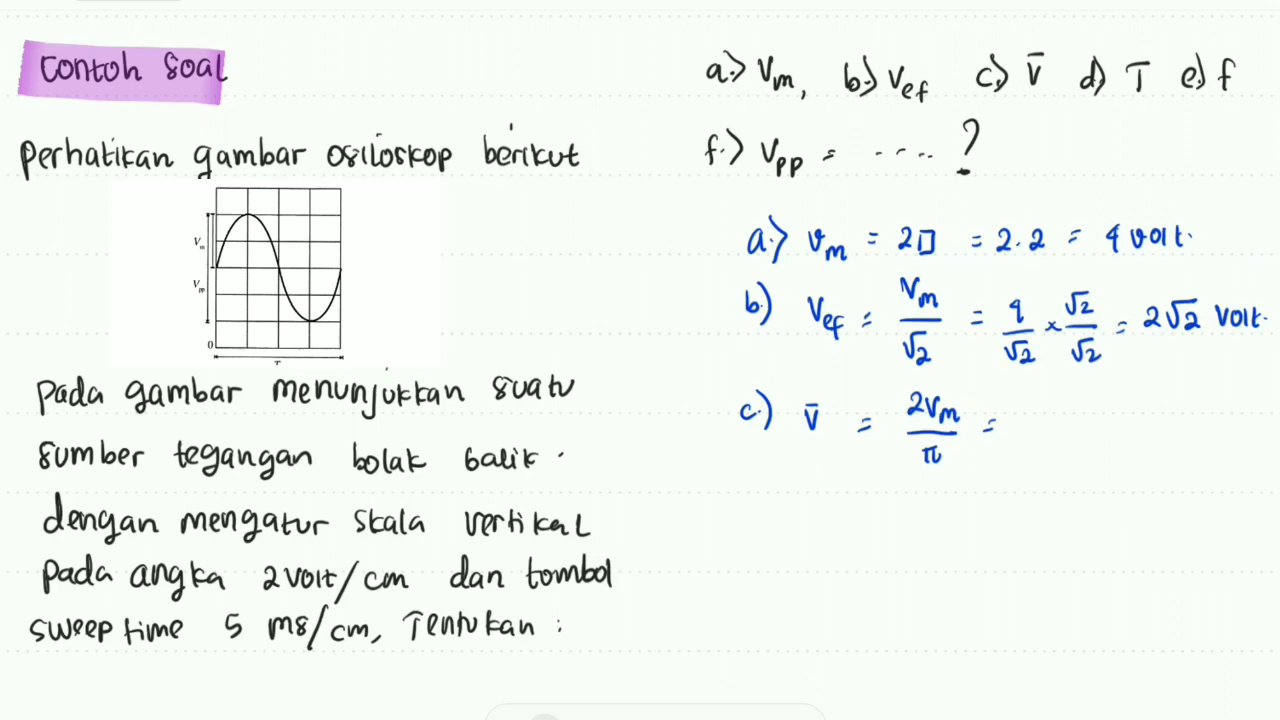 Contoh Soal
Perhatikan gambar osiloskop berikut
Vm
Vpp
0
T
Pada gambar menunjukkan suatu
sumber tegangan bolak balik.
dengan mengatur skala vertikal
pada angka 2 volt/cm dan tombol
sweep time 5 ms/cm, Tentukan :
a.) Vm, b.) Vef c.) V̄ d.) T e.) f
f.) Vpp = ..... ?
a.) Vm = 2□ = 2.2 = 4 volt.
b.) Vef = Vm/√2 = 4/√2 × √2/√2 = 2√2 Volt.
c.) V̄ = 2Vm/π =